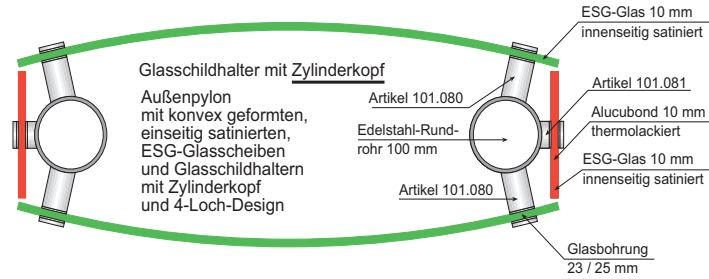 ESG-Glas 10 mm
innenseitig satiniert
Glasschildhalter mit Zylinderkopf
Außenpylon
mit konvex geformten,
einseitig satinierten,
ESG-Glasscheiben
und Glasschildhaltern
mit Zylinderkopf
und 4-Loch-Design
Artikel 101.080
Edelstahl-Rund-
rohr 100 mm
Artikel 101.080
Artikel 101.081
Alucubond 10 mm
thermolackiert
ESG-Glas 10 mm
innenseitig satiniert
Glasbohrung
23 / 25 mm